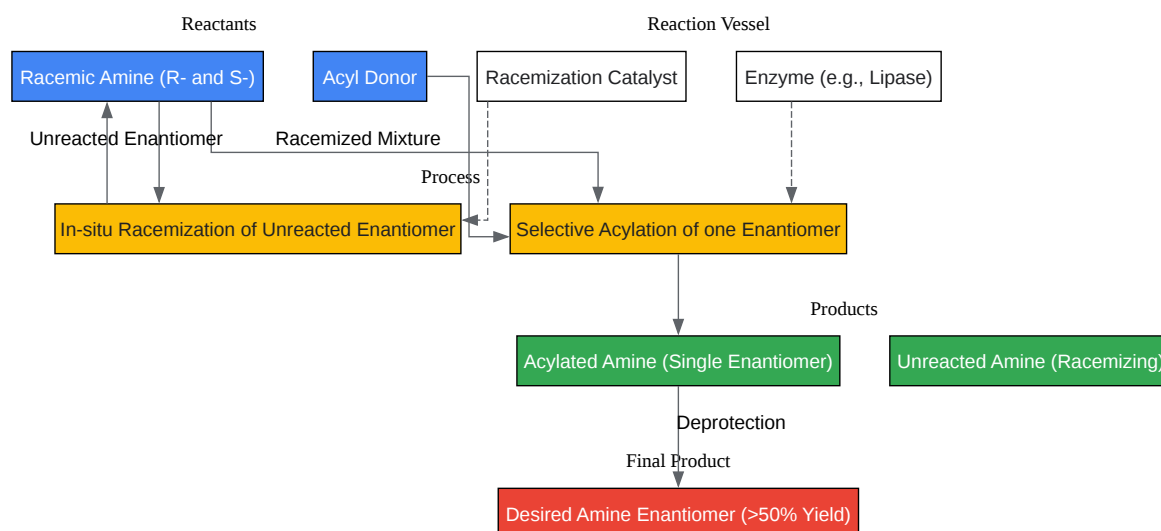 Reactants
Reaction Vessel
Racemic Amine (R- and S-)
Acyl Donor
Racemization Catalyst
Enzyme (e.g., Lipase)
Unreacted Enantiomer
Racemized Mixture
Process
In-situ Racemization of Unreacted Enantiomer
Selective Acylation of one Enantiomer
Products
Acylated Amine (Single Enantiomer)
Unreacted Amine (Racemizing)
Deprotection
Final Product
Desired Amine Enantiomer (>50% Yield)